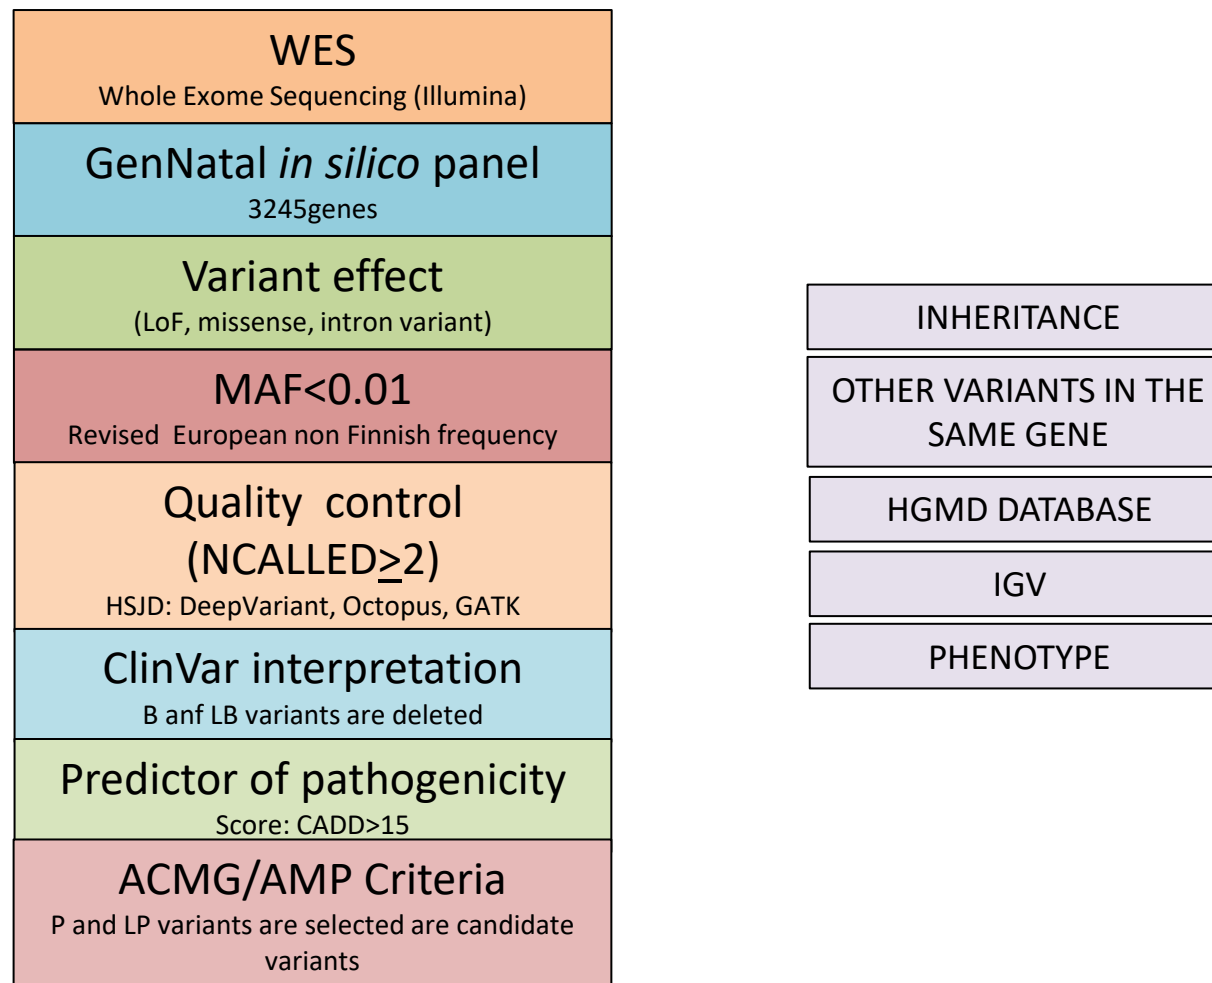 WES
Whole Exome Sequencing (Illumina)
GenNatal in silico panel
3245genes
Variant effect
(LoF, missense, intron variant)
MAF<0.01
Revised European non Finnish frequency
Quality control
(NCALLED≥2)
HSJD: DeepVariant, Octopus, GATK
ClinVar interpretation
B anf LB variants are deleted
Predictor of pathogenicity
Score: CADD>15
ACMG/AMP Criteria
P and LP variants are selected are candidate
variants
INHERITANCE
OTHER VARIANTS IN THE
SAME GENE
HGMD DATABASE
IGV
PHENOTYPE